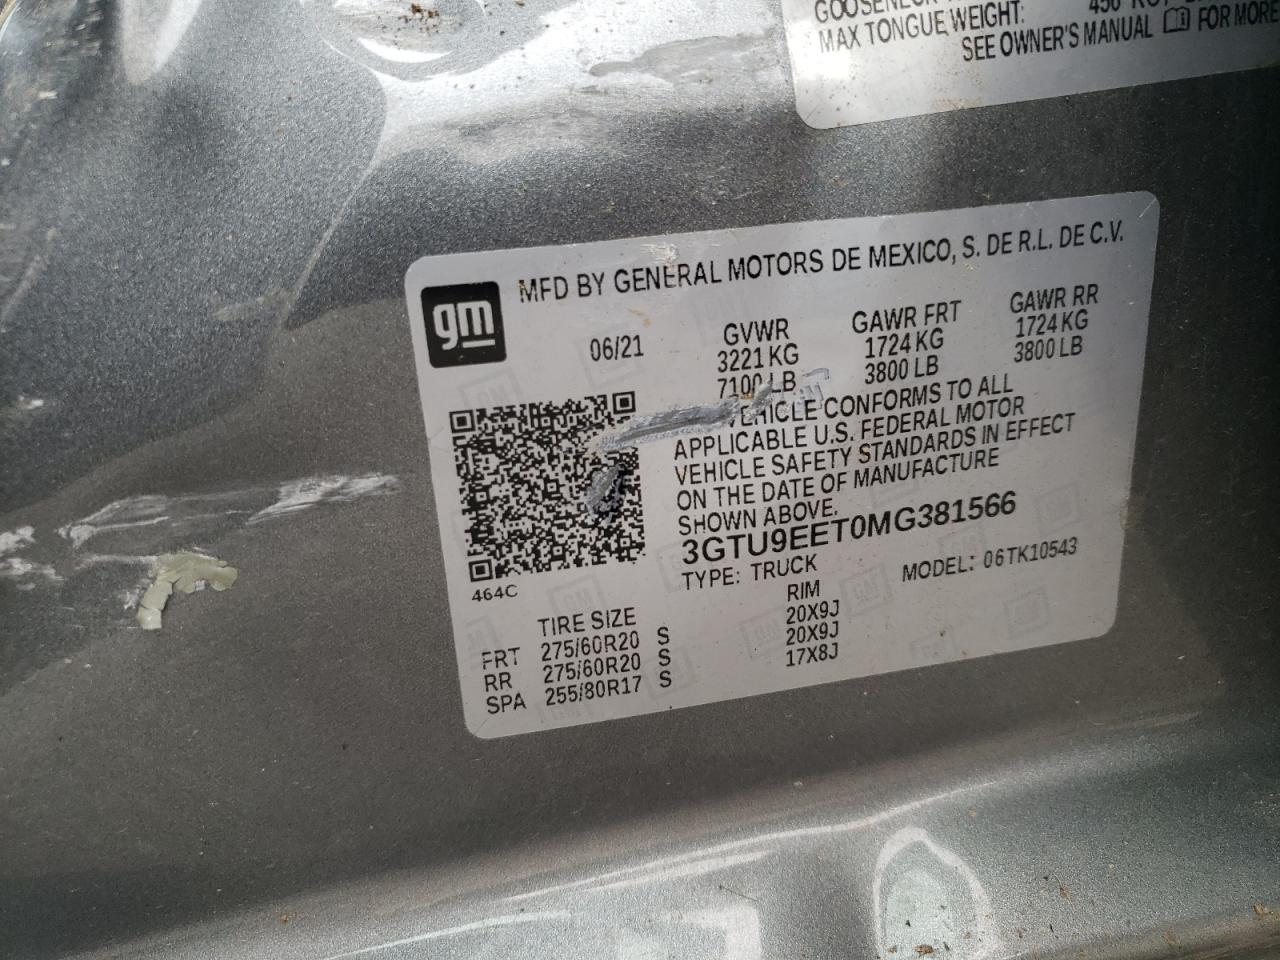 MAX TONGUE WEIGHT:
SEE OWNER'S MANUAL FOR MORE
gm
MFD BY GENERAL MOTORS DE MEXICO, S. DE R.L. DE C.V.
06/21 GVWR GAWR FRT GAWR RR
3221 KG 1724 KG 1724 KG
7100 LB 3800 LB 3800 LB
VEHICLE CONFORMS TO ALL
APPLICABLE U.S. FEDERAL MOTOR
VEHICLE SAFETY STANDARDS IN EFFECT
ON THE DATE OF MANUFACTURE
SHOWN ABOVE.
3GTU9EET0MG381566
TYPE: TRUCK MODEL: 06TK10543
464C
TIRE SIZE RIM
FRT 275/60R20 S 20X9J
RR 275/60R20 S 20X9J
SPA 255/80R17 S 17X8J